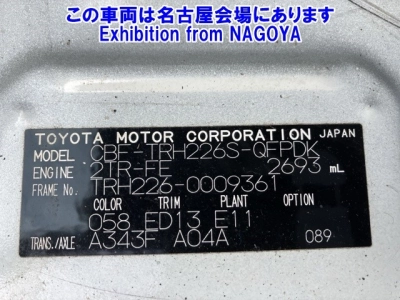 この車両は名古屋会場にあります
Exhibition from NAGOYA
TOYOTA MOTOR CORPORATION JAPAN
MODEL CBF-TRH226S-QFPDK
ENGINE 2TR-FE 2693 mL
FRAME No. TRH226-0009361
COLOR TRIM PLANT OPTION
058 ED13 E11
TRANS./AXLE A343F A04A 089